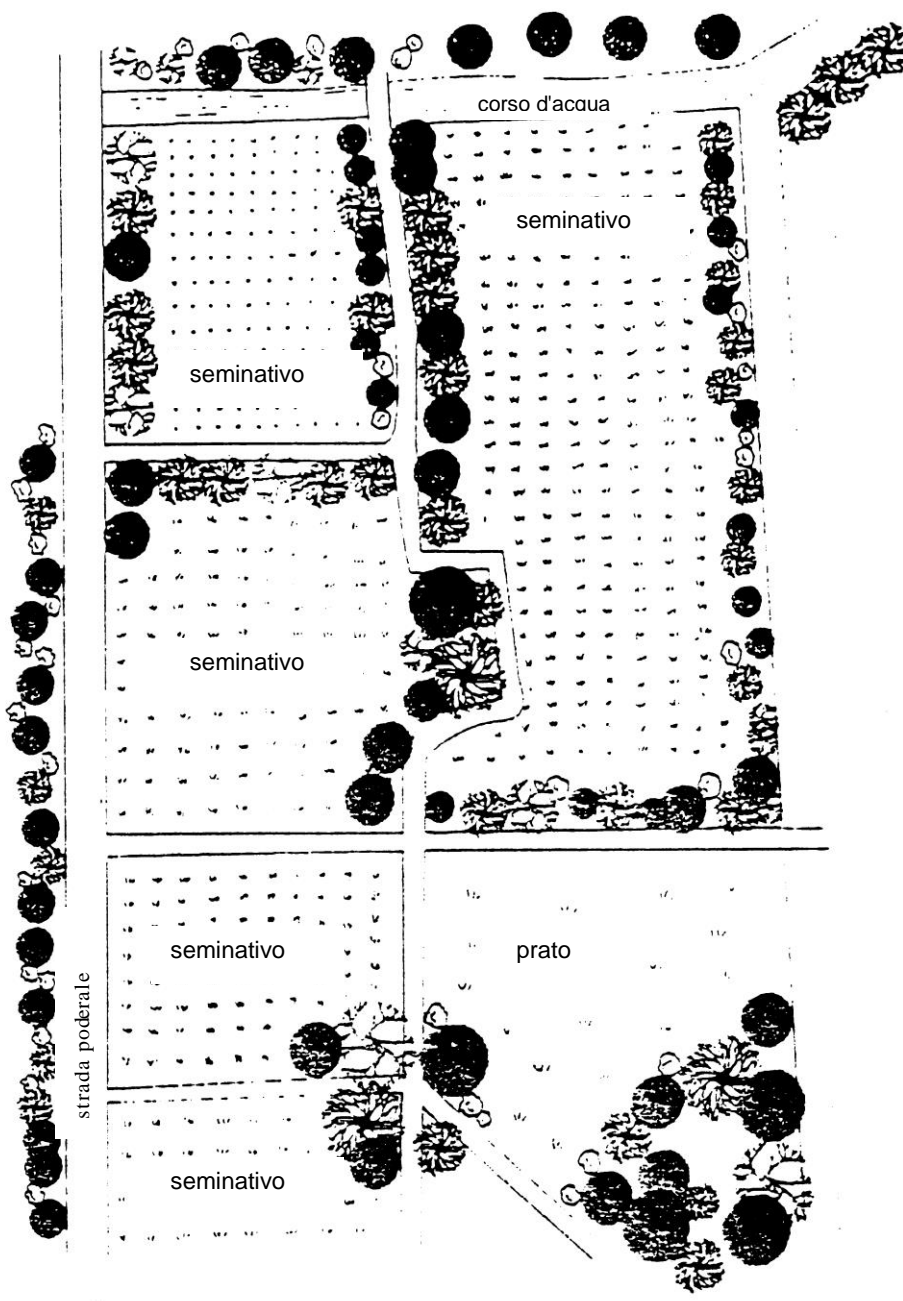 corso d'acqua
seminativo
seminativo
seminativo
seminativo
prato
strada poderale
seminativo